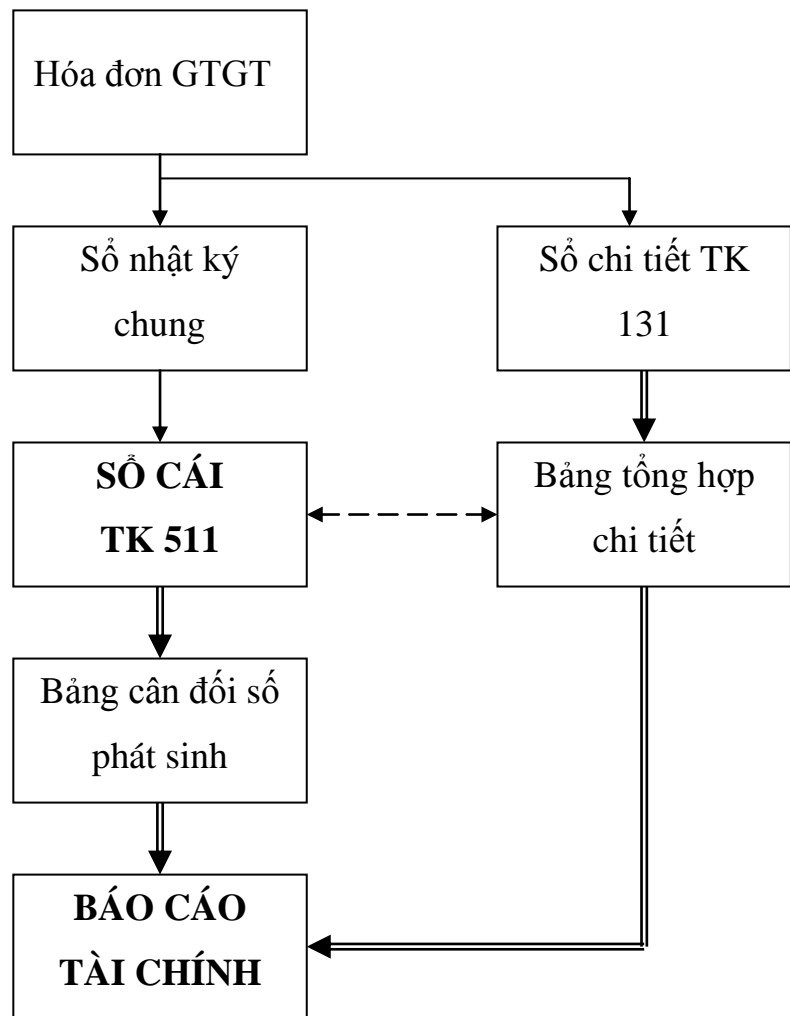 Hóa đơn GTGT
Sổ nhật ký
chung
Sổ chi tiết TK
131
SỔ CÁI
TK 511
Bảng tổng hợp
chi tiết
Bảng cân đối số
phát sinh
BÁO CÁO
TÀI CHÍNH